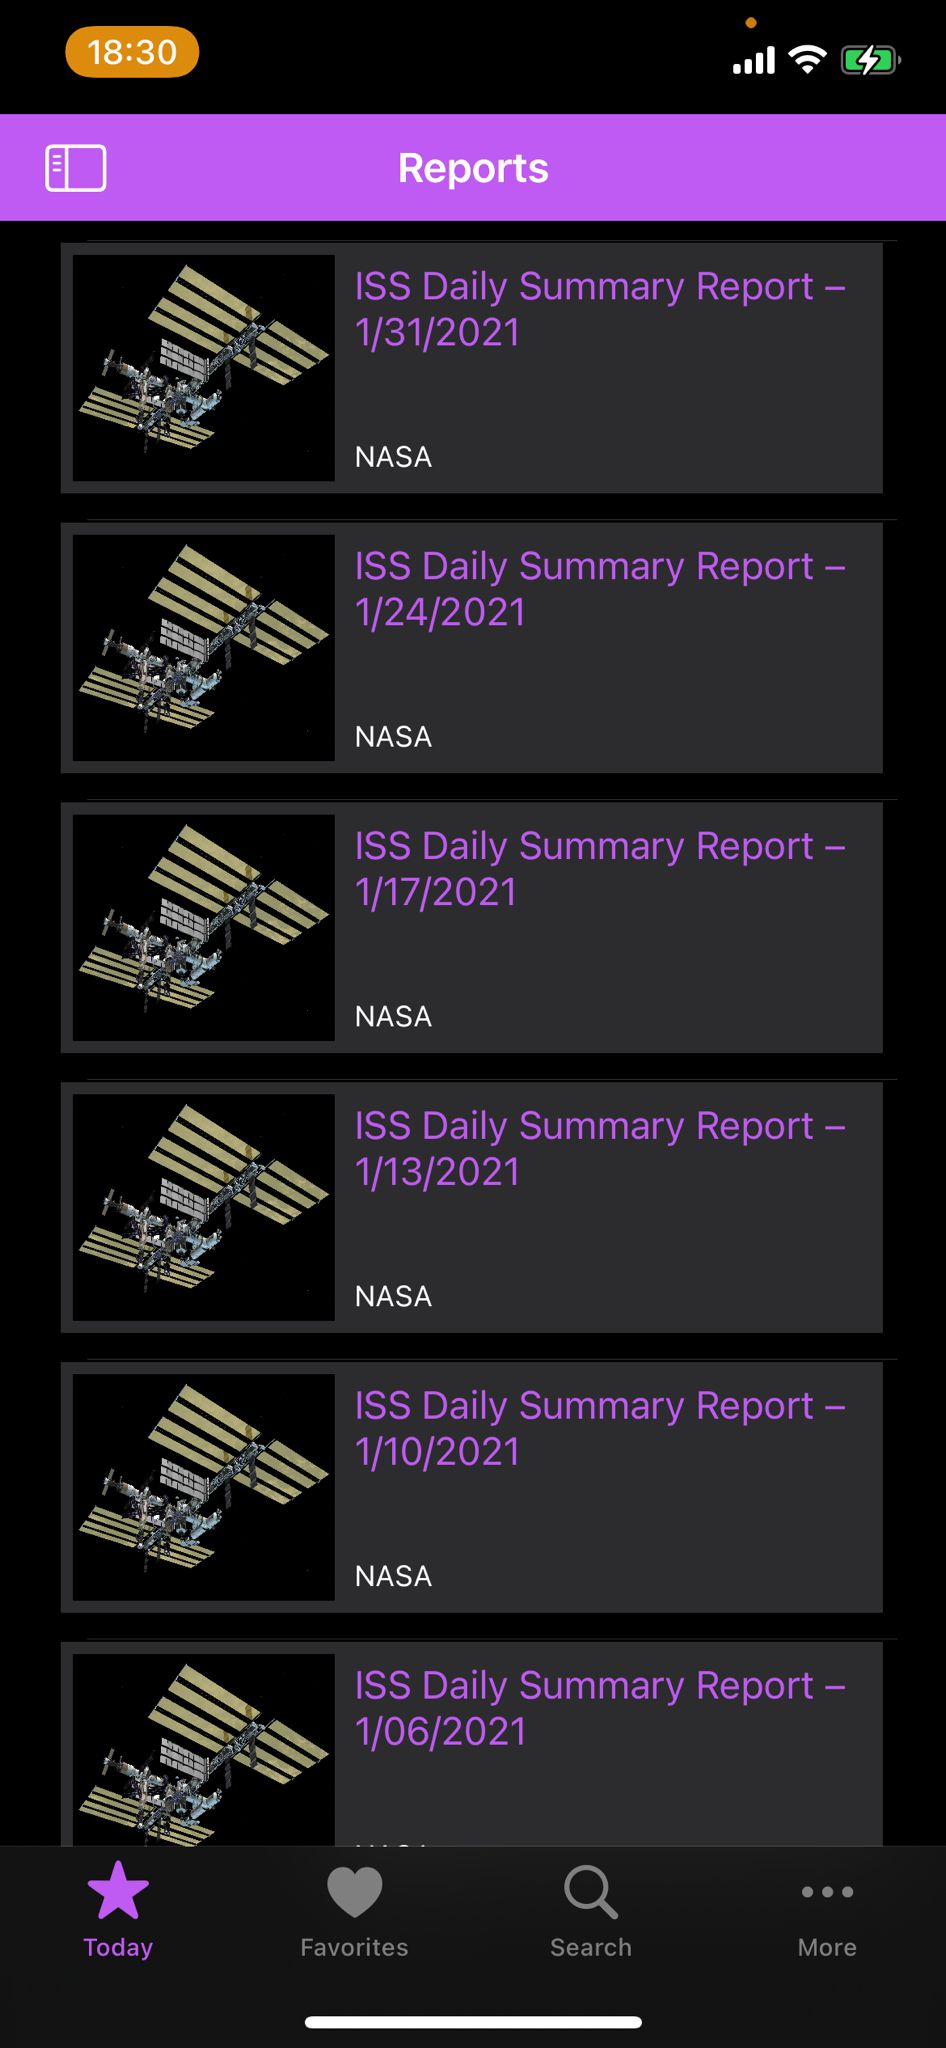 18:30
Reports
ISS Daily Summary Report –
1/31/2021
NASA
ISS Daily Summary Report –
1/24/2021
NASA
ISS Daily Summary Report –
1/17/2021
NASA
ISS Daily Summary Report –
1/13/2021
NASA
ISS Daily Summary Report –
1/10/2021
NASA
ISS Daily Summary Report –
1/06/2021
Today
Favorites
Search
More